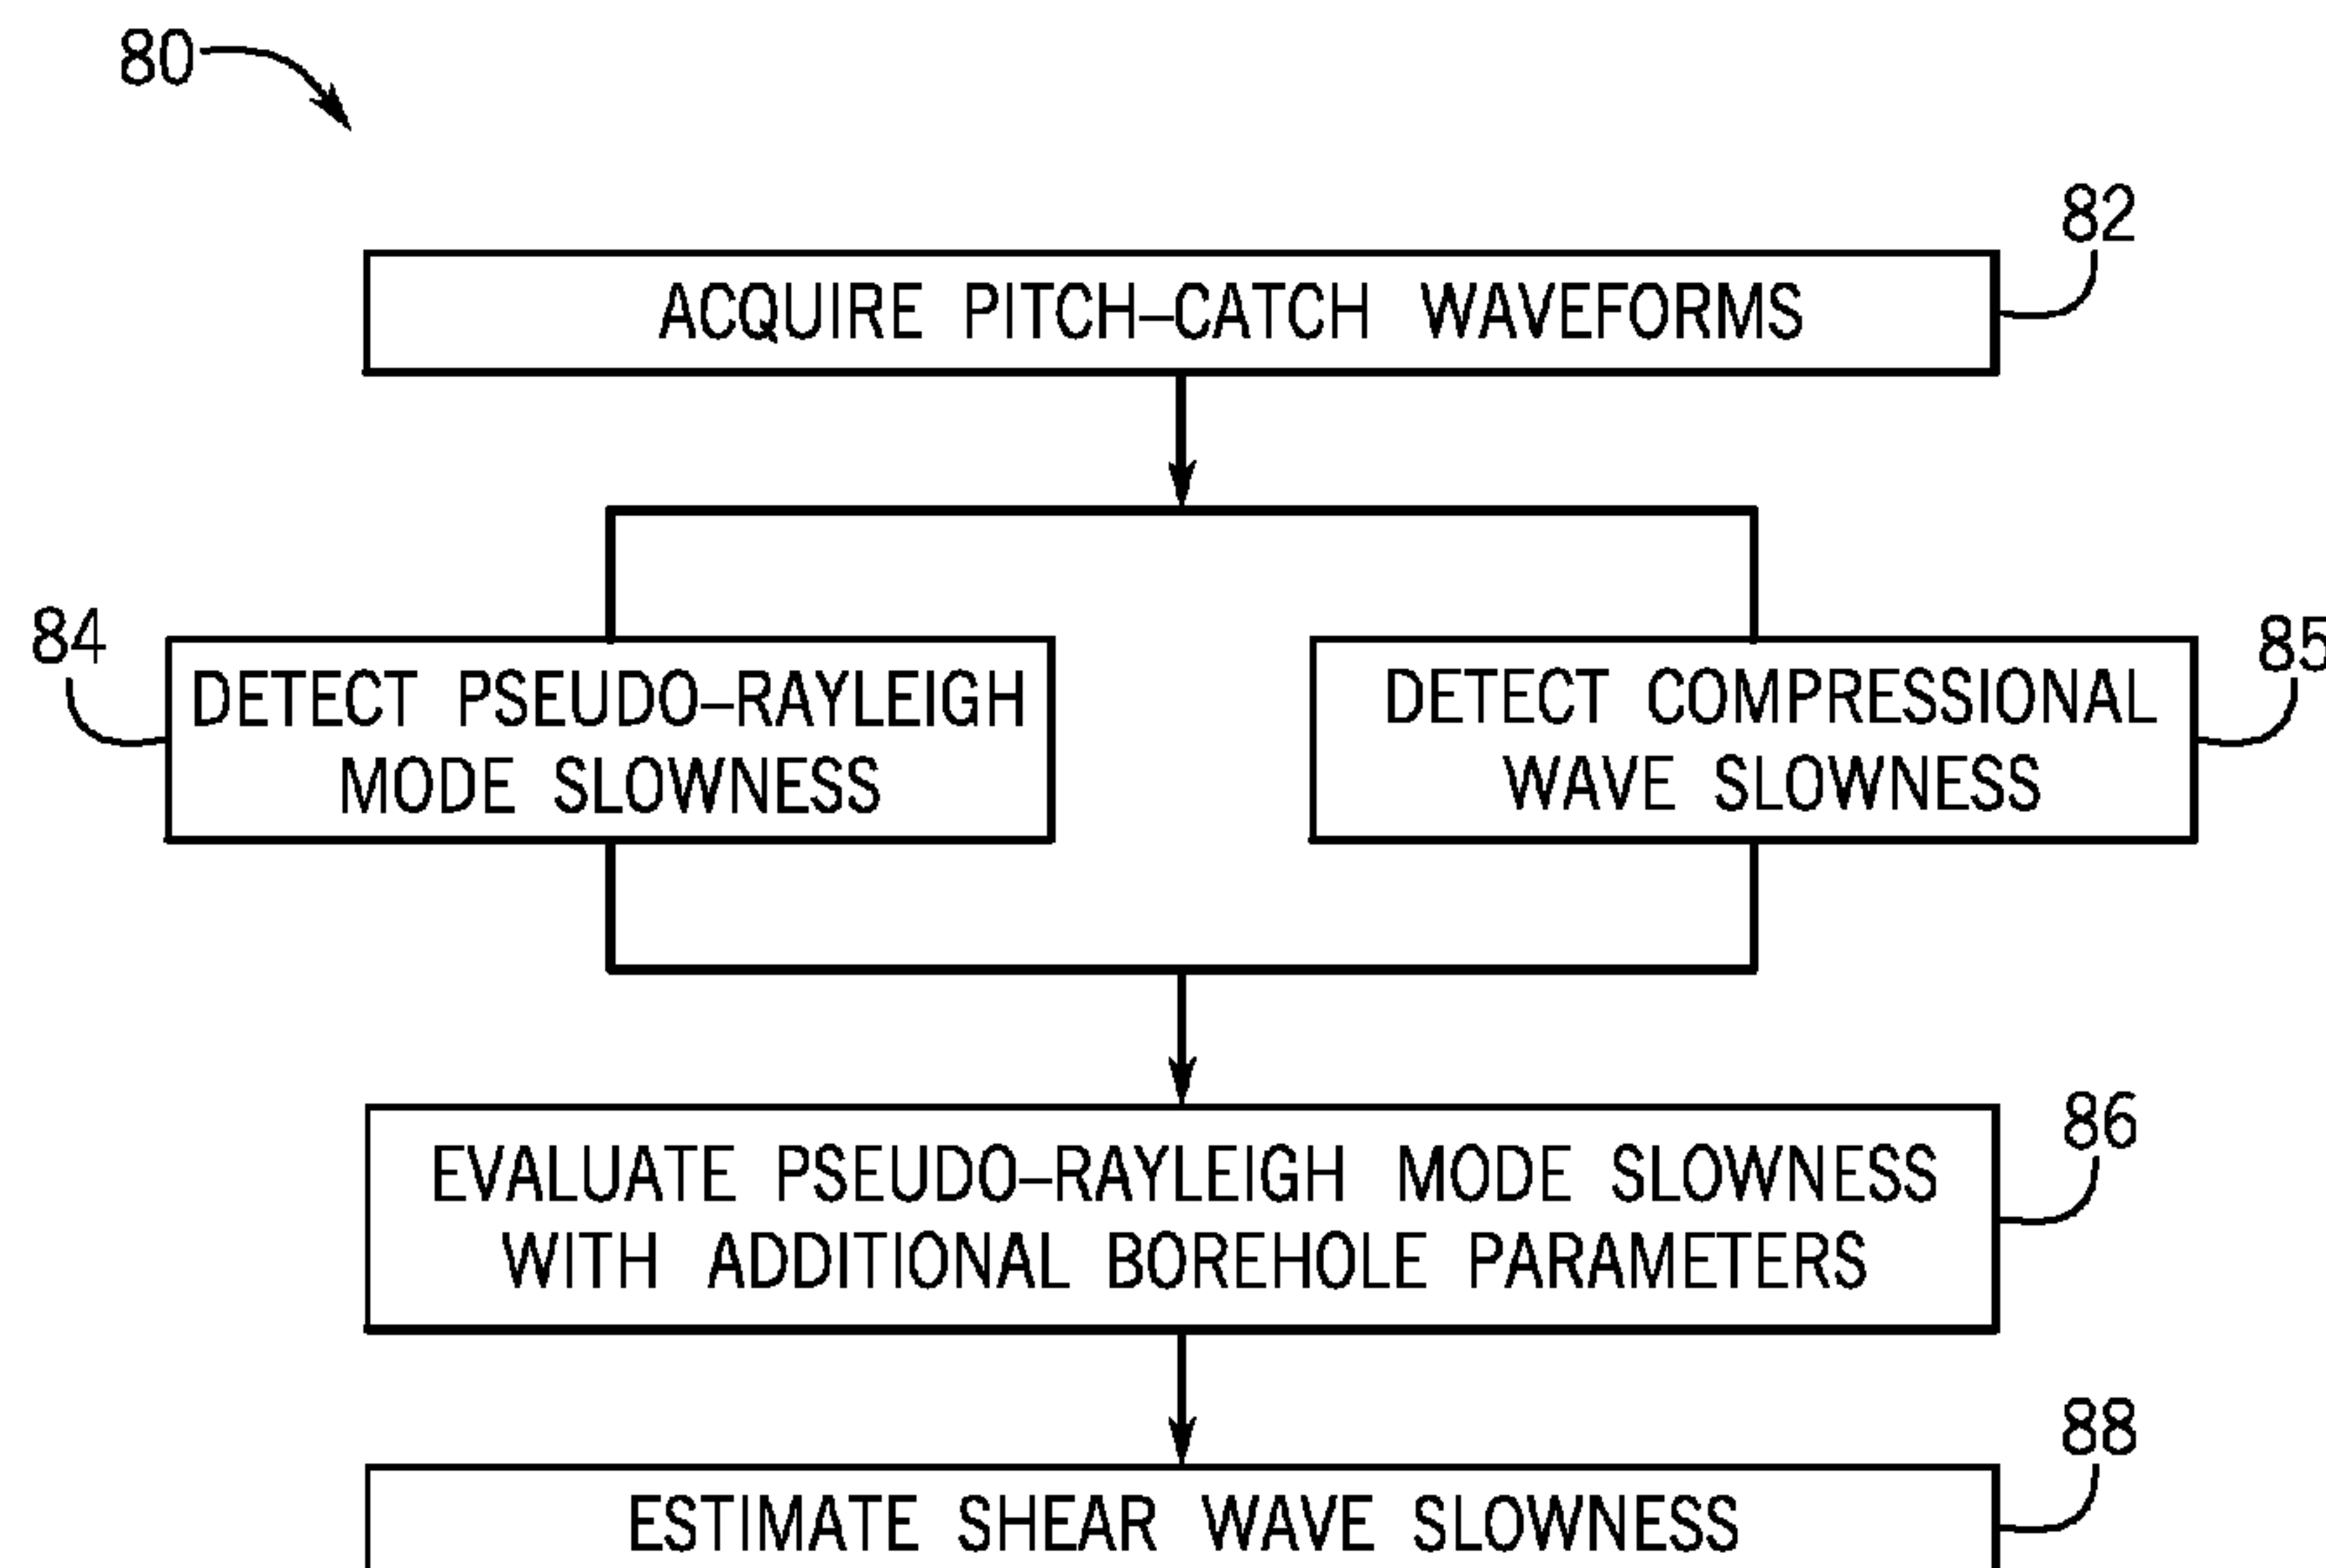 80
82
ACQUIRE PITCH–CATCH WAVEFORMS
84
DETECT PSEUDO–RAYLEIGH
MODE SLOWNESS
85
DETECT COMPRESSIONAL
WAVE SLOWNESS
86
EVALUATE PSEUDO–RAYLEIGH MODE SLOWNESS
WITH ADDITIONAL BOREHOLE PARAMETERS
88
ESTIMATE SHEAR WAVE SLOWNESS